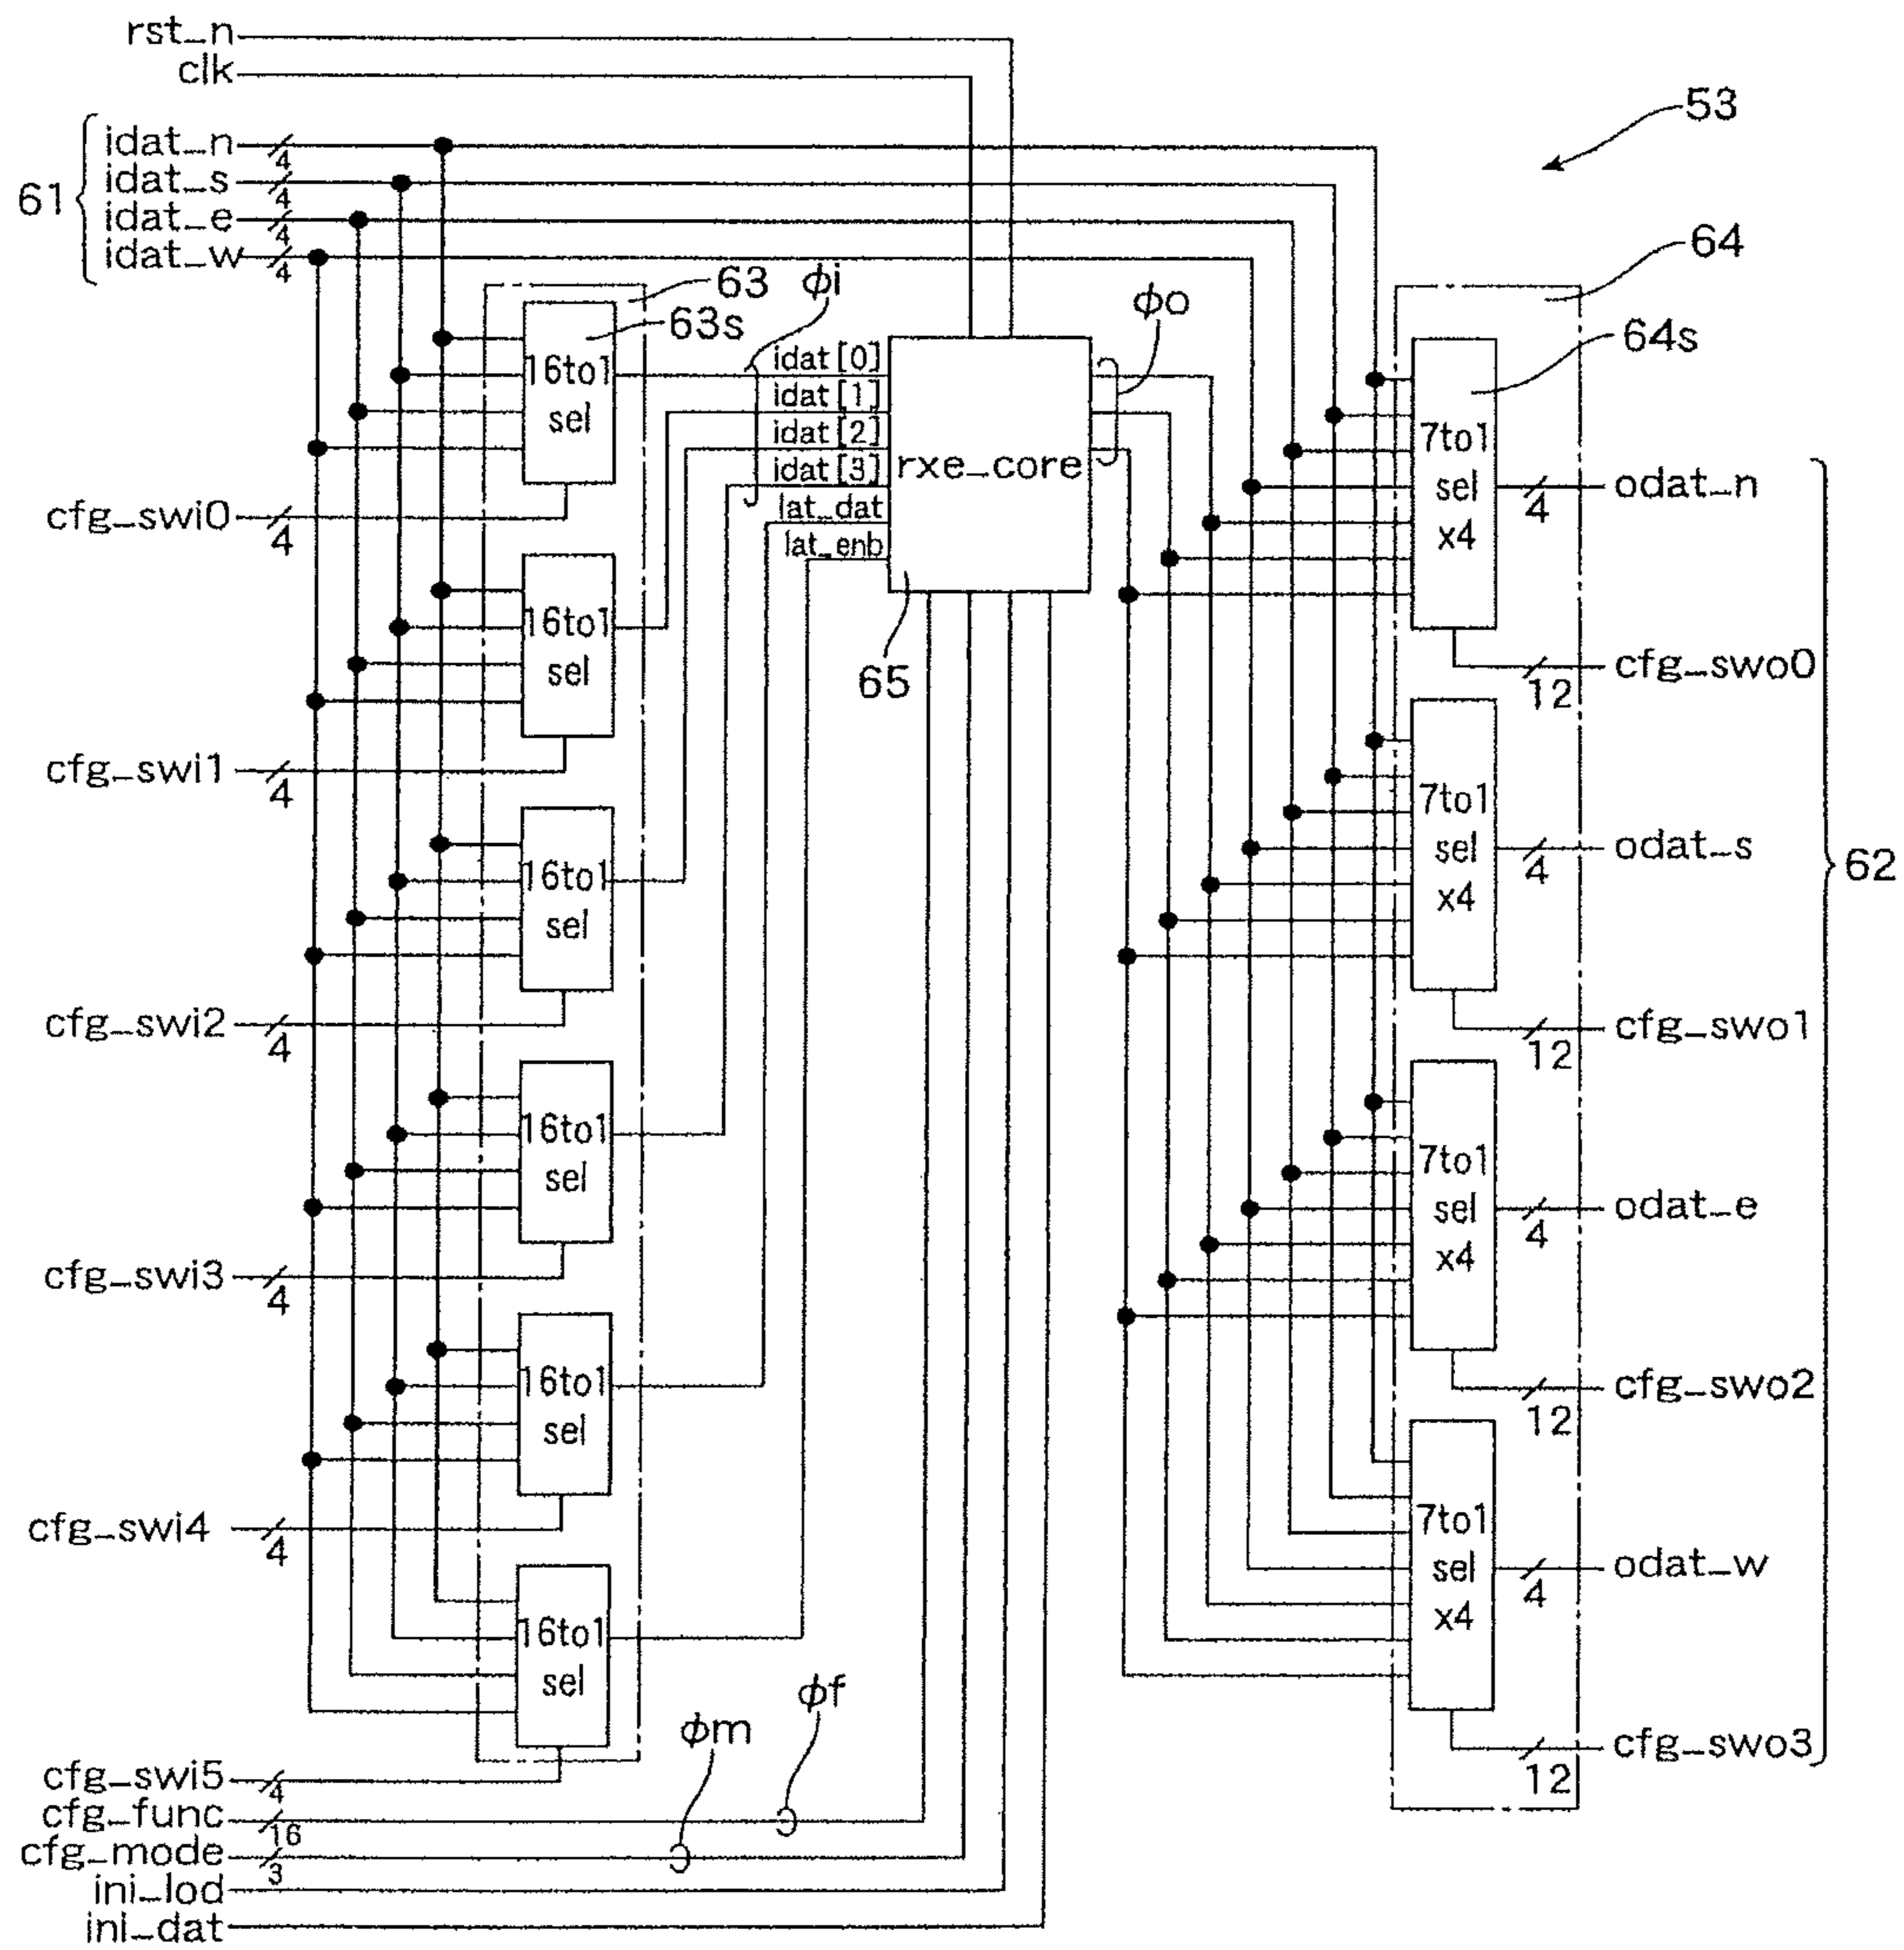 rst_n
clk
53
61
idat_n
4
idat_s
4
idat_e
4
idat_w
4
63
63s
ϕi
ϕo
64
64s
16to1
sel
cfg_swi0
4
16to1
sel
cfg_swi1
4
16to1
sel
cfg_swi2
4
16to1
sel
cfg_swi3
4
16to1
sel
cfg_swi4
4
16to1
sel
cfg_swi5
4
cfg_func
16
cfg_mode
3
ini_lod
ini_dat
ϕm
ϕf
idat[0]
idat[1]
idat[2]
idat[3]
lat_dat
lat_enb
rxe_core
65
7to1
sel
x4
4
odat_n
12
cfg_swo0
7to1
sel
x4
4
odat_s
12
cfg_swo1
7to1
sel
x4
4
odat_e
12
cfg_swo2
7to1
sel
x4
4
odat_w
12
cfg_swo3
62